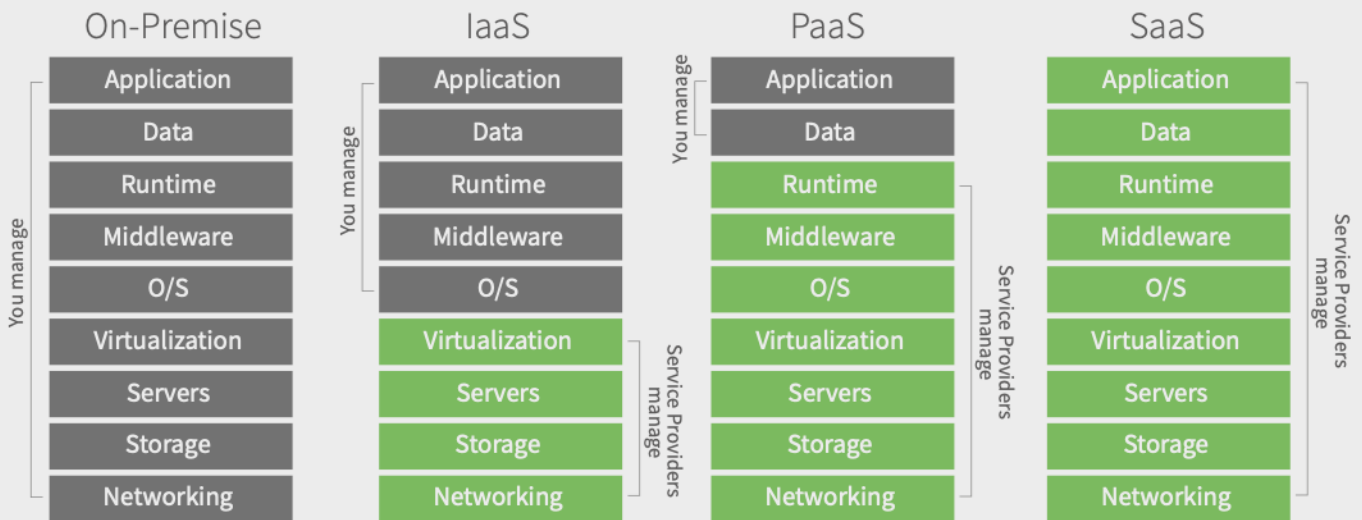 On-Premise
Application
Data
Runtime
Middleware
O/S
Virtualization
Servers
Storage
Networking
You manage
IaaS
Application
Data
Runtime
Middleware
O/S
Virtualization
Servers
Storage
Networking
You manage
Service Providers
manage
PaaS
Application
Data
Runtime
Middleware
O/S
Virtualization
Servers
Storage
Networking
You manage
Service Providers
manage
SaaS
Application
Data
Runtime
Middleware
O/S
Virtualization
Servers
Storage
Networking
Service Providers
manage